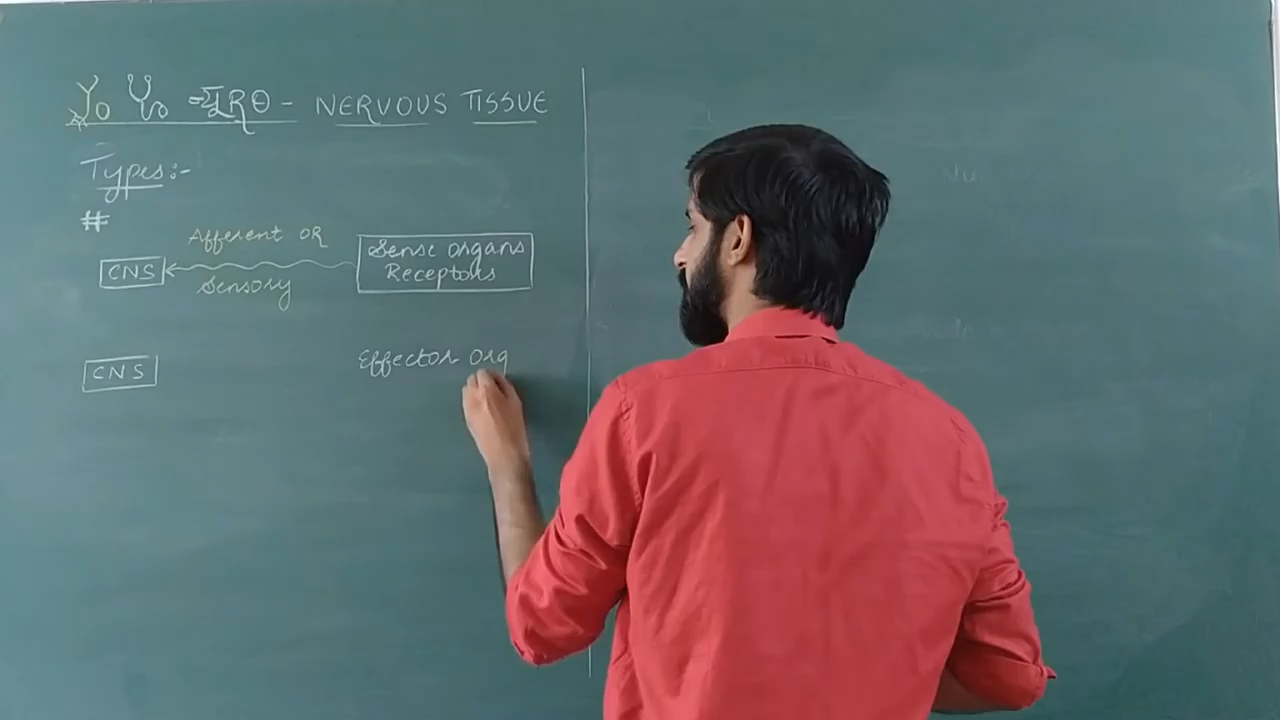 NERVOUS TISSUE
Types:-
#
Afferent OR
CNS
Sensory
Sense Organs
Receptors
CNS
Effector Org